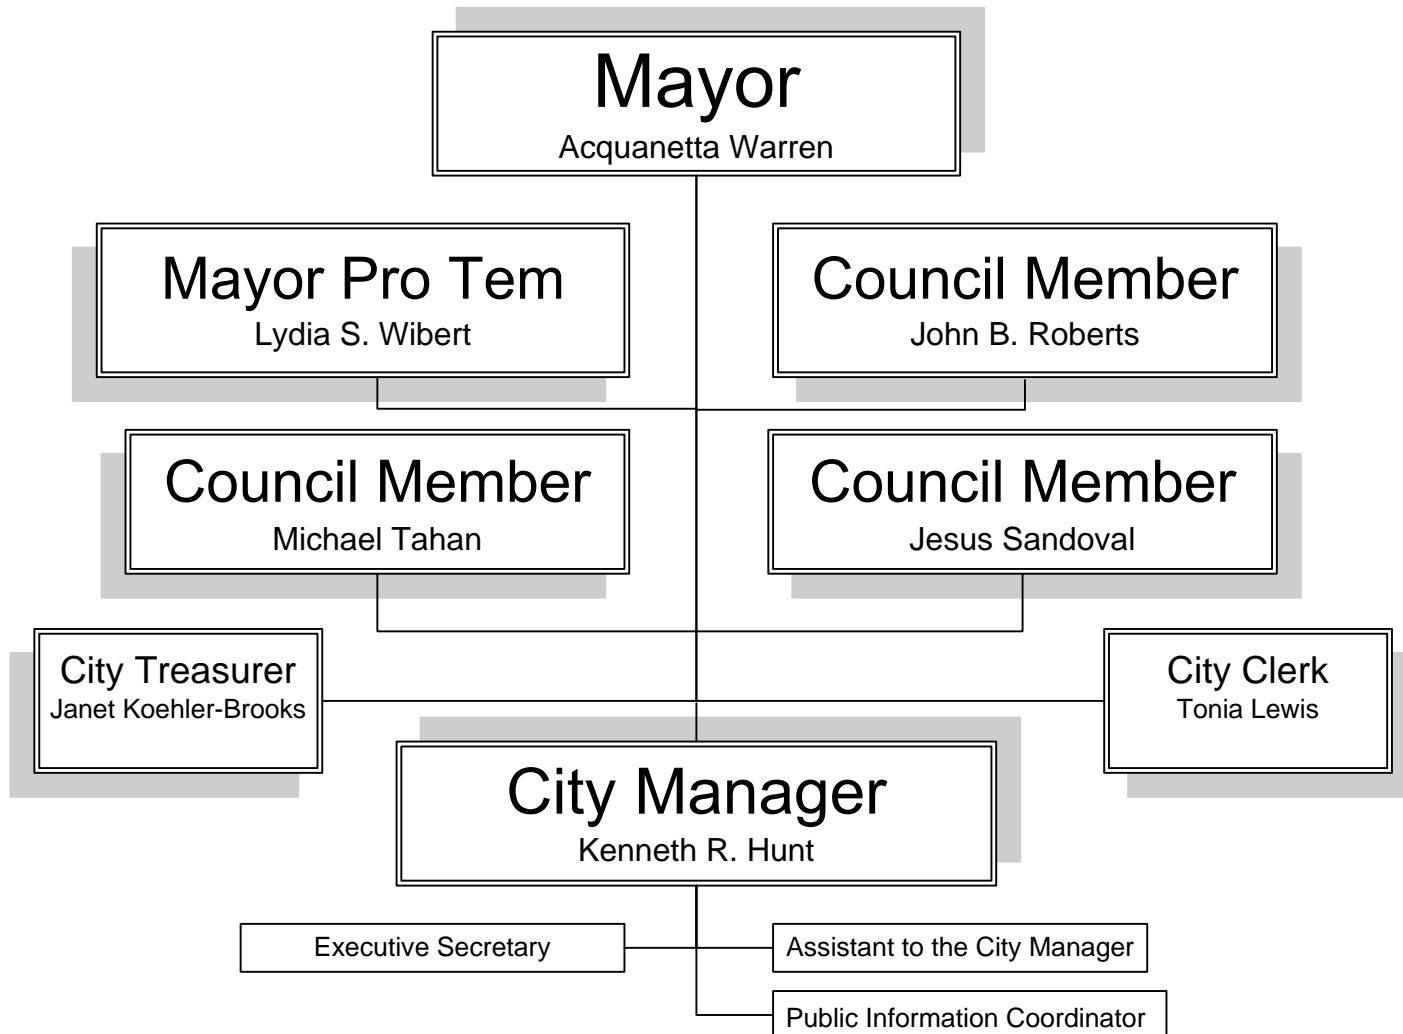 Mayor
Acquanetta Warren
Mayor Pro Tem
Lydia S. Wibert
Council Member
John B. Roberts
Council Member
Michael Tahan
Council Member
Jesus Sandoval
City Treasurer
Janet Koehler-Brooks
City Clerk
Tonia Lewis
City Manager
Kenneth R. Hunt
Executive Secretary
Assistant to the City Manager
Public Information Coordinator